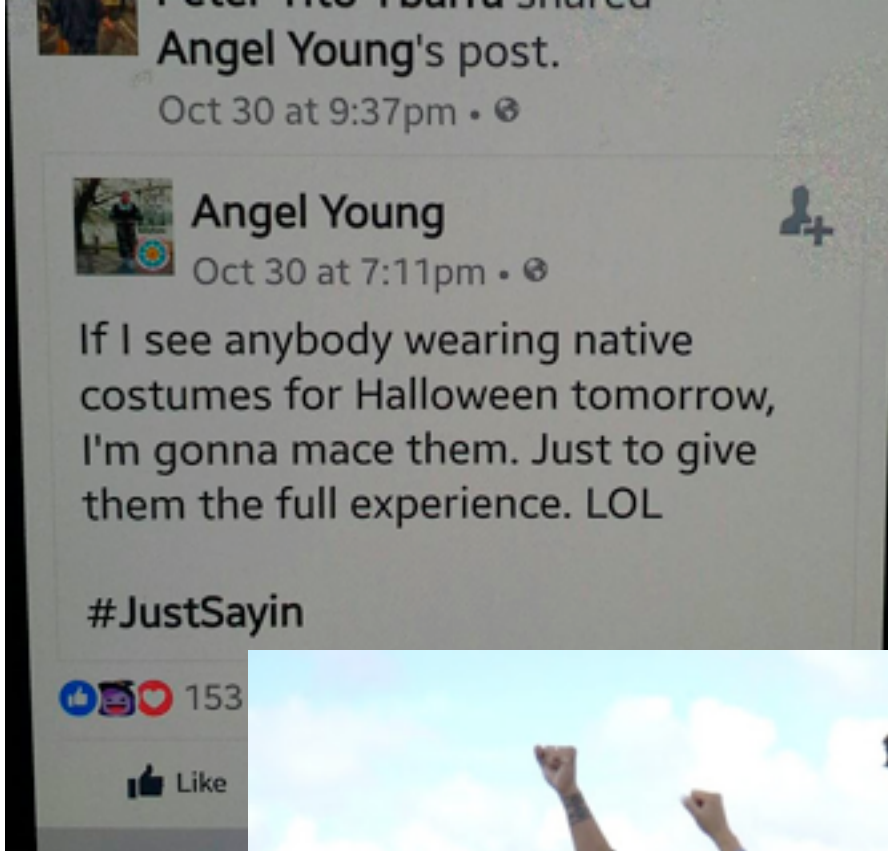 Angel Young's post.
Oct 30 at 9:37pm •
Angel Young
Oct 30 at 7:11pm •
If I see anybody wearing native
costumes for Halloween tomorrow,
I'm gonna mace them. Just to give
them the full experience. LOL
#JustSayin
153
Like